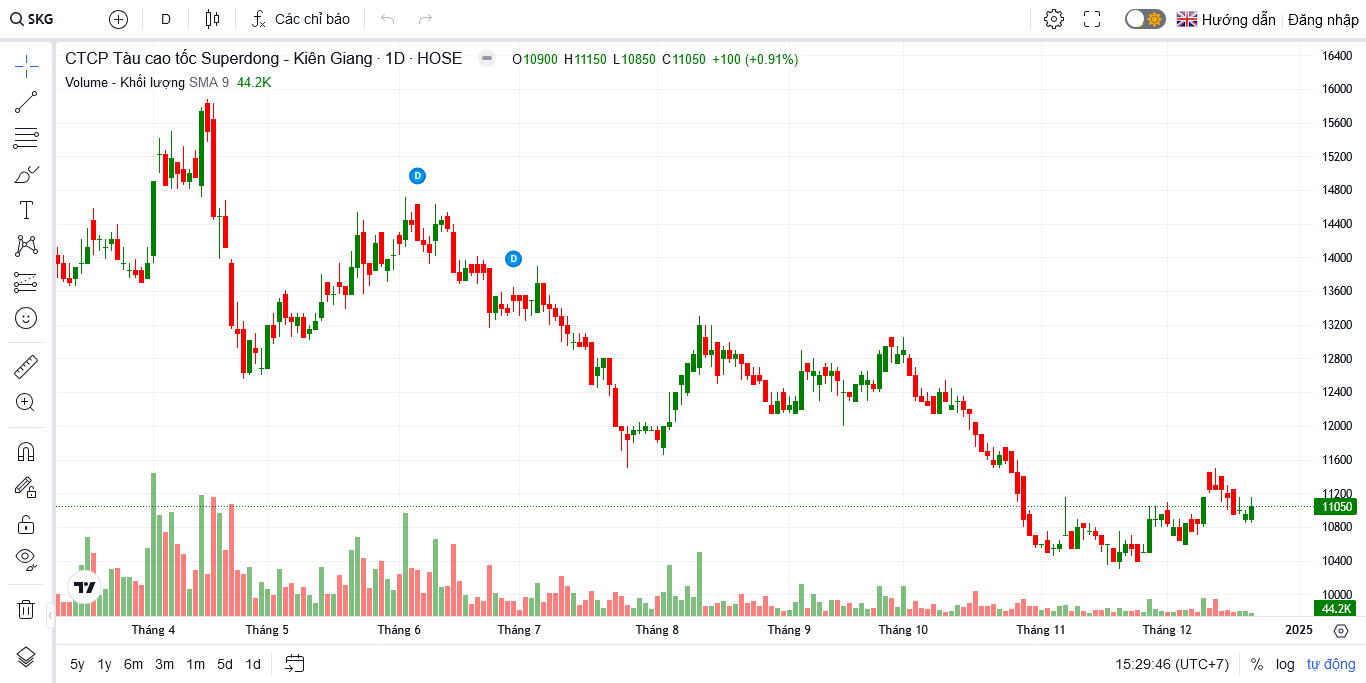 SKG D Các chỉ báo Hướng dẫn Đăng nhập
CTCP Tàu cao tốc Superdong - Kiên Giang · 1D · HOSE O10900 H11150 L10850 C11050 +100 (+0.91%)
Volume - Khối lượng SMA 9 44.2K
D
D
16400
16000
15600
15200
14800
14400
14000
13600
13200
12800
12400
12000
11600
11200
11050
10800
10400
10000
44.2K
Tháng 4 Tháng 5 Tháng 6 Tháng 7 Tháng 8 Tháng 9 Tháng 10 Tháng 11 Tháng 12 2025
5y 1y 6m 3m 1m 5d 1d 15:29:46 (UTC+7) % log tự động